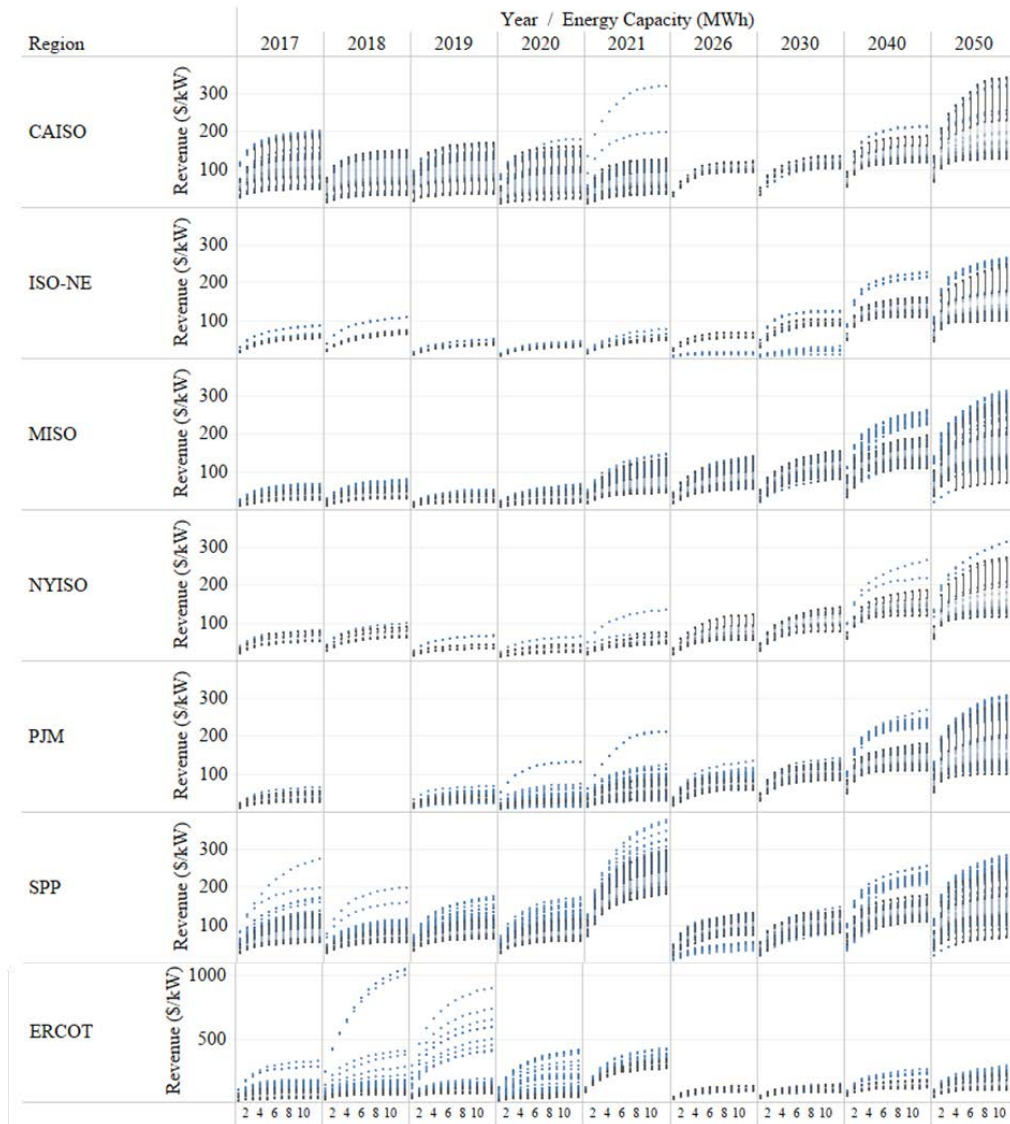 Year / Energy Capacity (MWh)
Region 2017 2018 2019 2020 2021 2026 2030 2040 2050
CAISO Revenue ($/kW) 300 200 100
ISO-NE Revenue ($/kW) 300 200 100
MISO Revenue ($/kW) 300 200 100
NYISO Revenue ($/kW) 300 200 100
PJM Revenue ($/kW) 300 200 100
SPP Revenue ($/kW) 300 200 100
ERCOT Revenue ($/kW) 1000 500
2 4 6 8 10 2 4 6 8 10 2 4 6 8 10 2 4 6 8 10 2 4 6 8 10 2 4 6 8 10 2 4 6 8 10 2 4 6 8 10 2 4 6 8 10